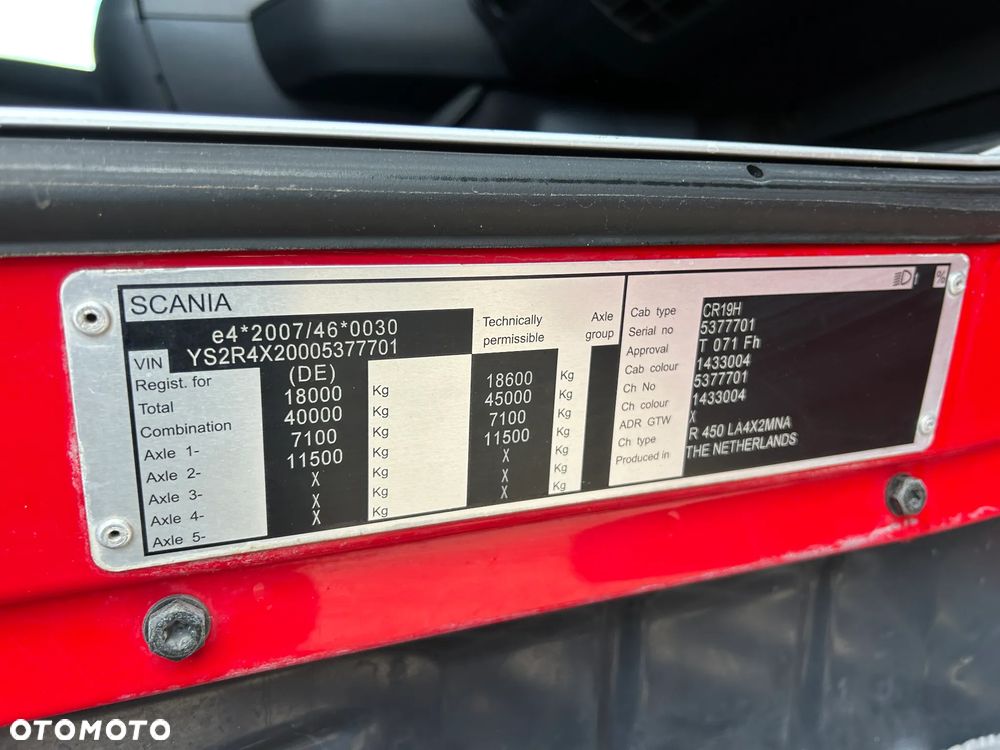 SCANIA
e4*2007/46*0030
VIN YS2R4X20005377701
Technically permissible
Axle group
Regist. for (DE)
Total 18000 Kg 18600 Kg
Combination 40000 Kg 45000 Kg
Axle 1- 7100 Kg 7100 Kg
Axle 2- 11500 Kg 11500 Kg
Axle 3- X Kg X Kg
Axle 4- X Kg X Kg
Axle 5- X Kg X Kg
Cab type CR19H
Serial no 5377701
Approval T 071 Fh
Cab colour 1433004
Ch No 5377701
Ch colour 1433004
ADR GTW X
Ch type R 450 LA4X2MNA
Produced in THE NETHERLANDS
%
OTOMOTO